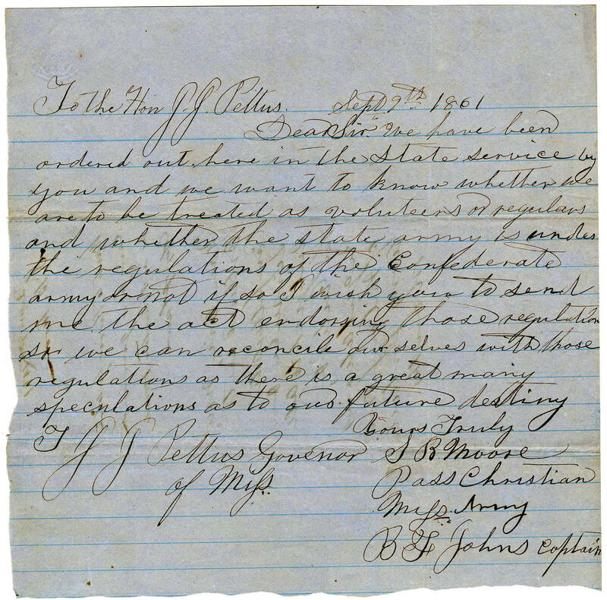 To the Hon J. J. Pettus. Sept 9th 1861
Dear Sir. we have been
ordered out here in the State service by
you and we want to know whether we
are to be treated as volunteers or regulars
and whether the state army is under
the regulations of the Confederate
army or not if so I wish you to send
me the act endorsing those regulations
so we can reconcile our selves with those
regulations as there is a great many
speculations as to our future destiny
Yours Truly
T J J Pettus Govenor S R Moore
of Miss. Pass Christian
Miss. Army
B F Johns Captain